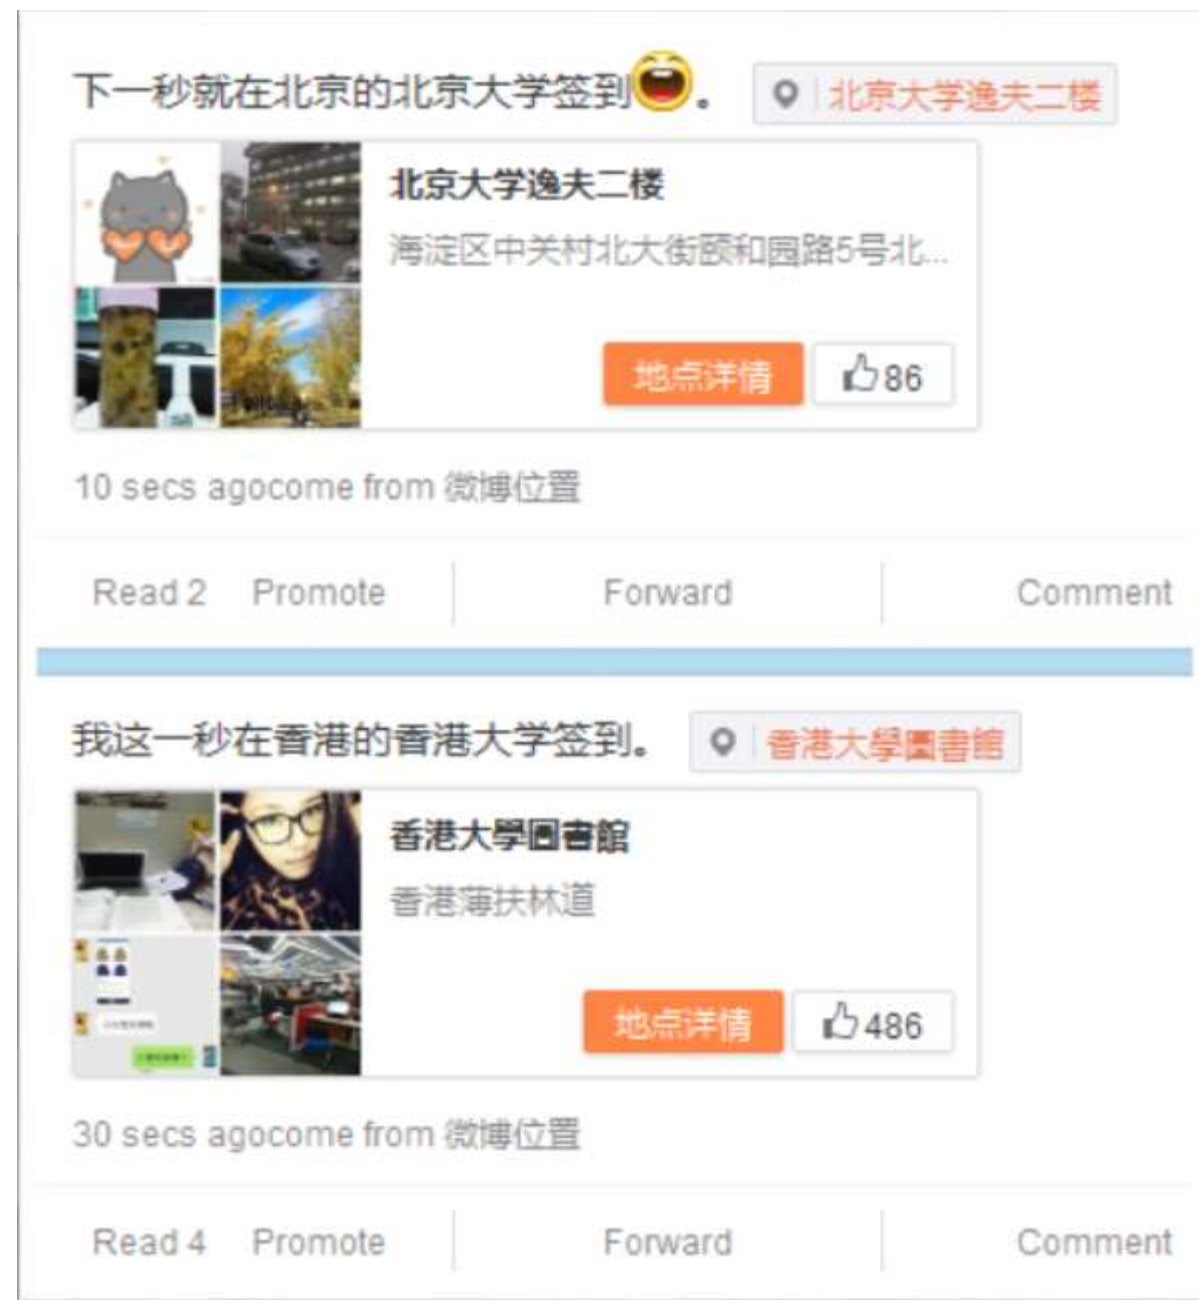 下一秒就在北京的北京大学签到。 北京大学逸夫二楼
北京大学逸夫二楼
海淀区中关村北大街颐和园路5号北...
地点详情 86
10 secs agocome from 微博位置
Read 2 Promote Forward Comment
我这一秒在香港的香港大学签到。 香港大學圖書館
香港大學圖書館
香港薄扶林道
地点详情 486
30 secs agocome from 微博位置
Read 4 Promote Forward Comment